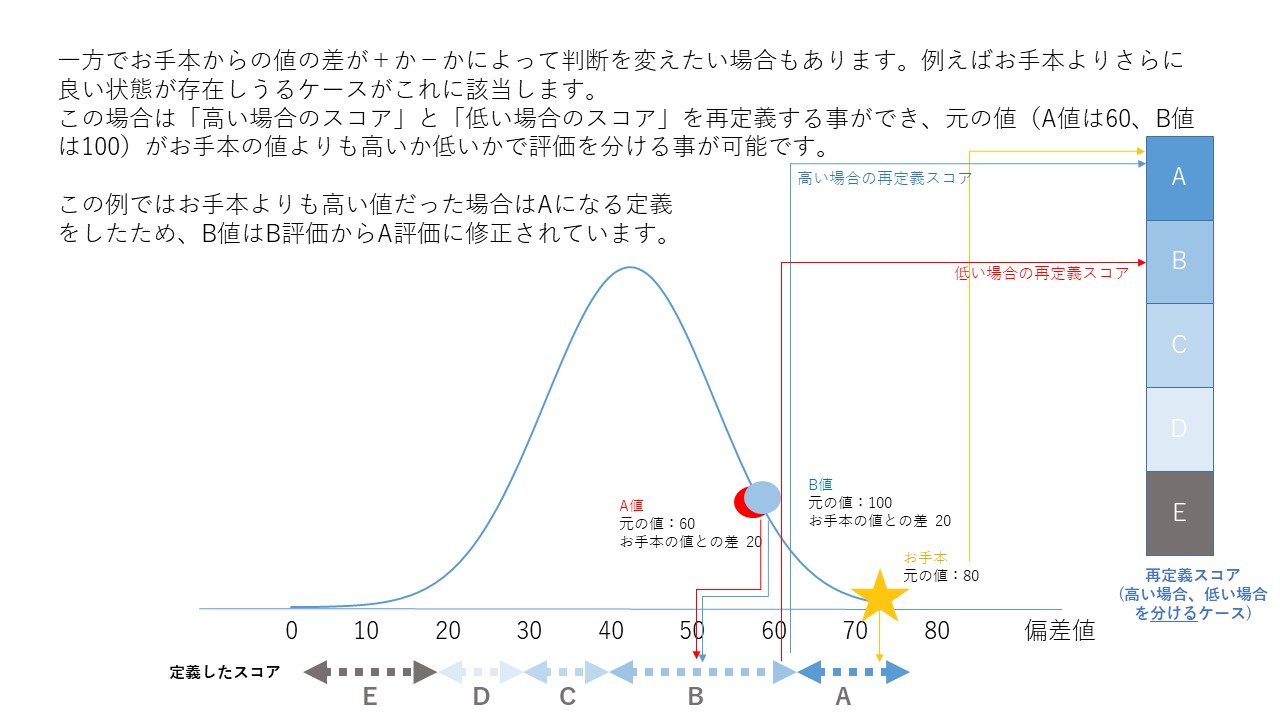 一方でお手本からの値の差が＋か－かによって判断を変えたい場合もあります。例えばお手本よりさらに
良い状態が存在しうるケースがこれに該当します。
この場合は「高い場合のスコア」と「低い場合のスコア」を再定義する事ができ、元の値（A値は60、B値
は100）がお手本の値よりも高いか低いかで評価を分ける事が可能です。
この例ではお手本よりも高い値だった場合はAになる定義
をしたため、B値はB評価からA評価に修正されています。
高い場合の再定義スコア
低い場合の再定義スコア
A
B
C
D
E
再定義スコア
（高い場合、低い場合
を分けるケース）
A値
元の値：60
お手本の値との差 20
B値
元の値：100
お手本の値との差 20
お手本
元の値：80
0 10 20 30 40 50 60 70 80 偏差値
定義したスコア
E D C B A